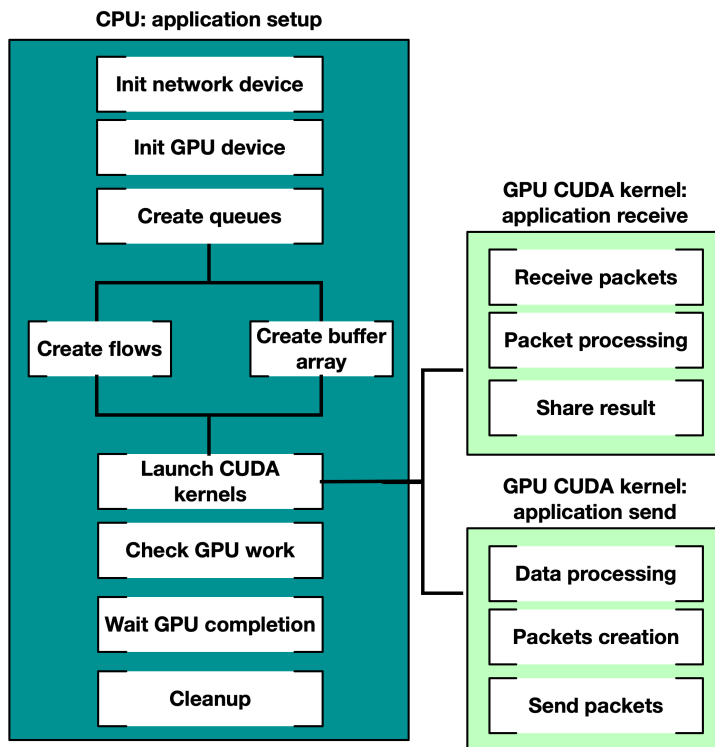 CPU: application setup
Init network device
Init GPU device
Create queues
Create flows
Create buffer
array
Launch CUDA
kernels
Check GPU work
Wait GPU completion
Cleanup
GPU CUDA kernel:
application receive
Receive packets
Packet processing
Share result
GPU CUDA kernel:
application send
Data processing
Packets creation
Send packets